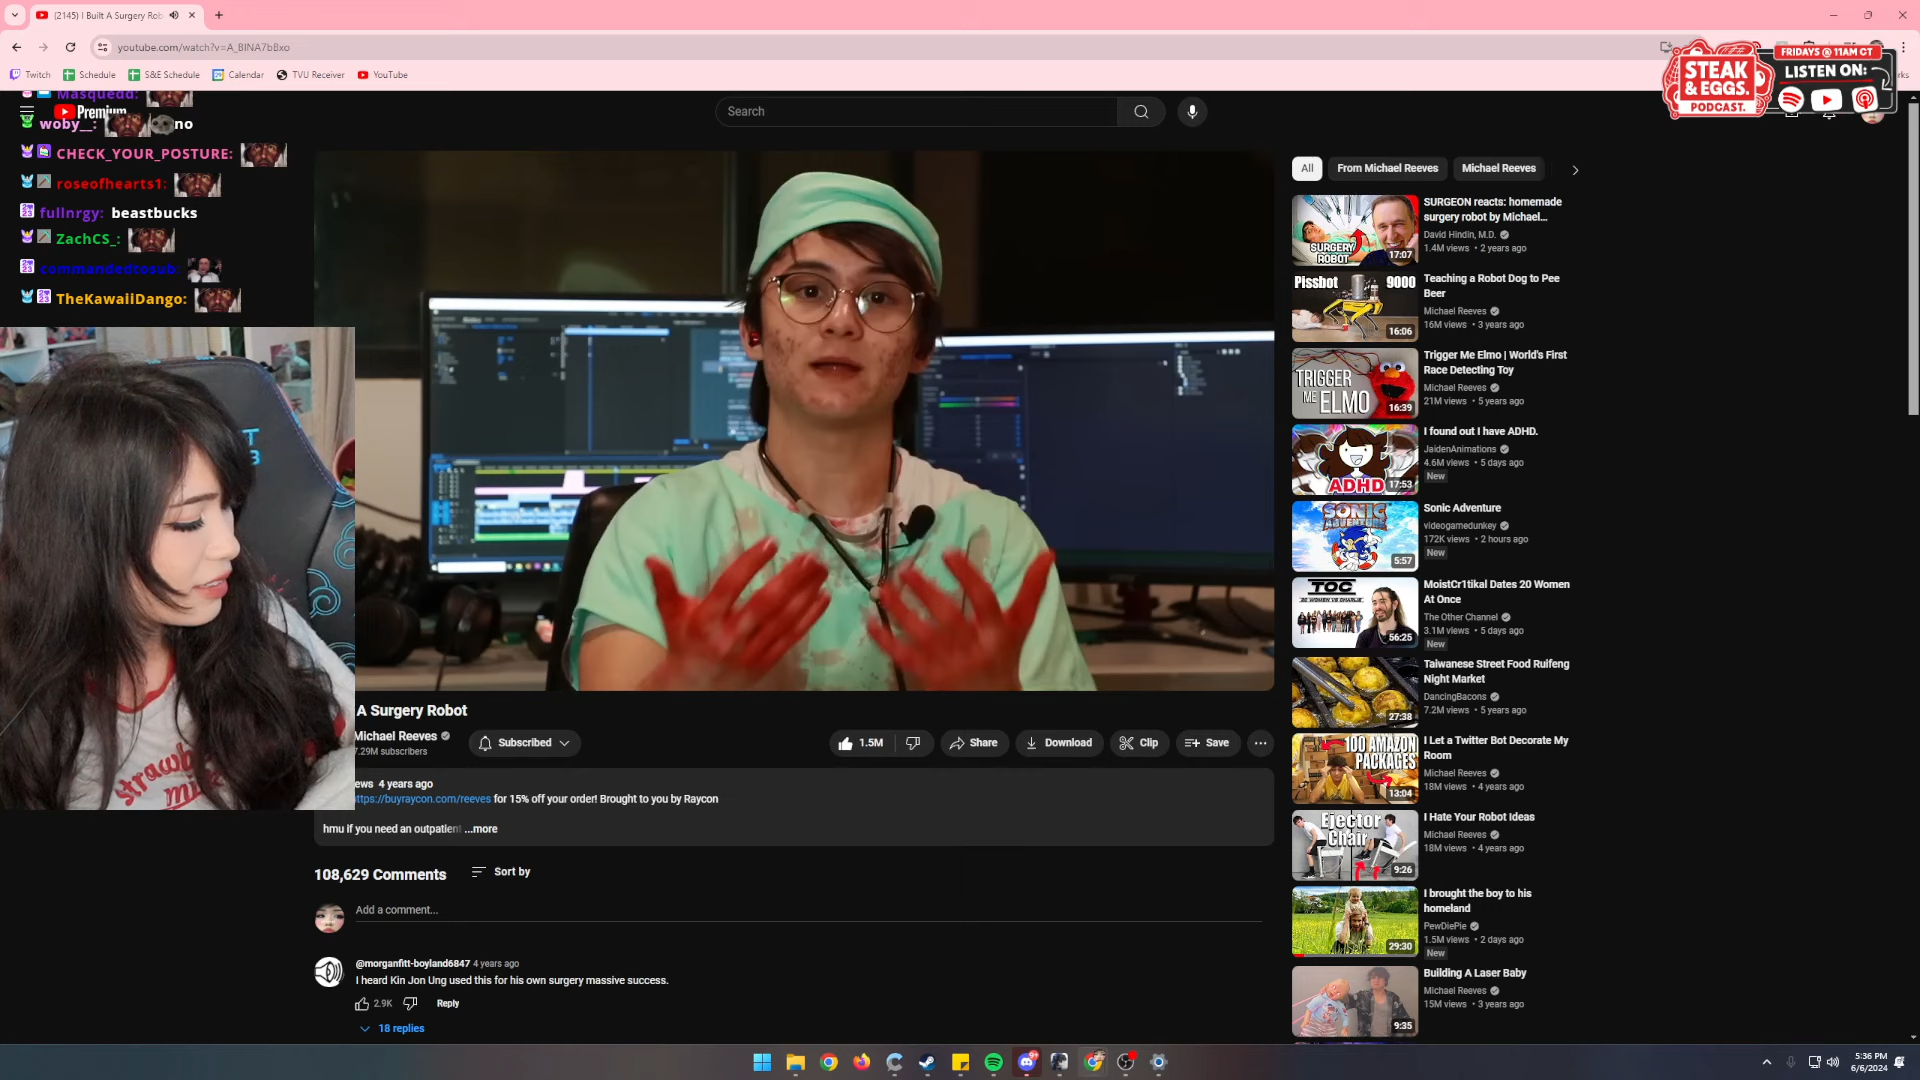 (2145) I Built A Surgery Rob
youtube.com/watch?v=A_BlNA7bBxo
Twitch
Schedule
S&E Schedule
Calendar
TVU Receiver
YouTube
FRIDAYS @ 11AM CT
STEAK
& EGGS.
PODCAST.
LISTEN ON:
Masquedd:
Premium
woby__: no
CHECK_YOUR_POSTURE:
roseofhearts1:
fullnrgy: beastbucks
ZachCS_:
commandedtosub:
TheKawaiiDango:
Search
A Surgery Robot
Michael Reeves
7.29M subscribers
Subscribed
1.5M
Share
Download
Clip
Save
ews 4 years ago
https://buyraycon.com/reeves for 15% off your order! Brought to you by Raycon
hmu if you need an outpatient ...more
108,629 Comments
Sort by
Add a comment...
@morganfitt-boyland6847 4 years ago
I heard Kin Jon Ung used this for his own surgery massive success.
2.9K
Reply
18 replies
All
From Michael Reeves
Michael Reeves
SURGERY
ROBOT
17:07
SURGEON reacts: homemade
surgery robot by Michael...
David Hindin, M.D.
1.4M views • 2 years ago
Pissbot 9000
16:06
Teaching a Robot Dog to Pee
Beer
Michael Reeves
16M views • 3 years ago
TRIGGER
ME ELMO
16:39
Trigger Me Elmo | World's First
Race Detecting Toy
Michael Reeves
21M views • 5 years ago
ADHD
17:53
I found out I have ADHD.
JaidenAnimations
4.6M views • 5 days ago
New
SONIC
ADVENTURE
5:57
Sonic Adventure
videogamedunkey
172K views • 2 hours ago
New
TOC
20 WOMEN VS CHARLIE
56:25
MoistCr1tikal Dates 20 Women
At Once
The Other Channel
3.1M views • 5 days ago
New
27:38
Taiwanese Street Food Ruifeng
Night Market
DancingBacons
7.2M views • 5 years ago
100 AMAZON
PACKAGES
13:04
I Let a Twitter Bot Decorate My
Room
Michael Reeves
18M views • 4 years ago
Ejector
Chair
9:26
I Hate Your Robot Ideas
Michael Reeves
18M views • 4 years ago
29:30
I brought the boy to his
homeland
PewDiePie
1.5M views • 2 days ago
New
9:35
Building A Laser Baby
Michael Reeves
15M views • 3 years ago
strawb
mi
5:36 PM
6/6/2024